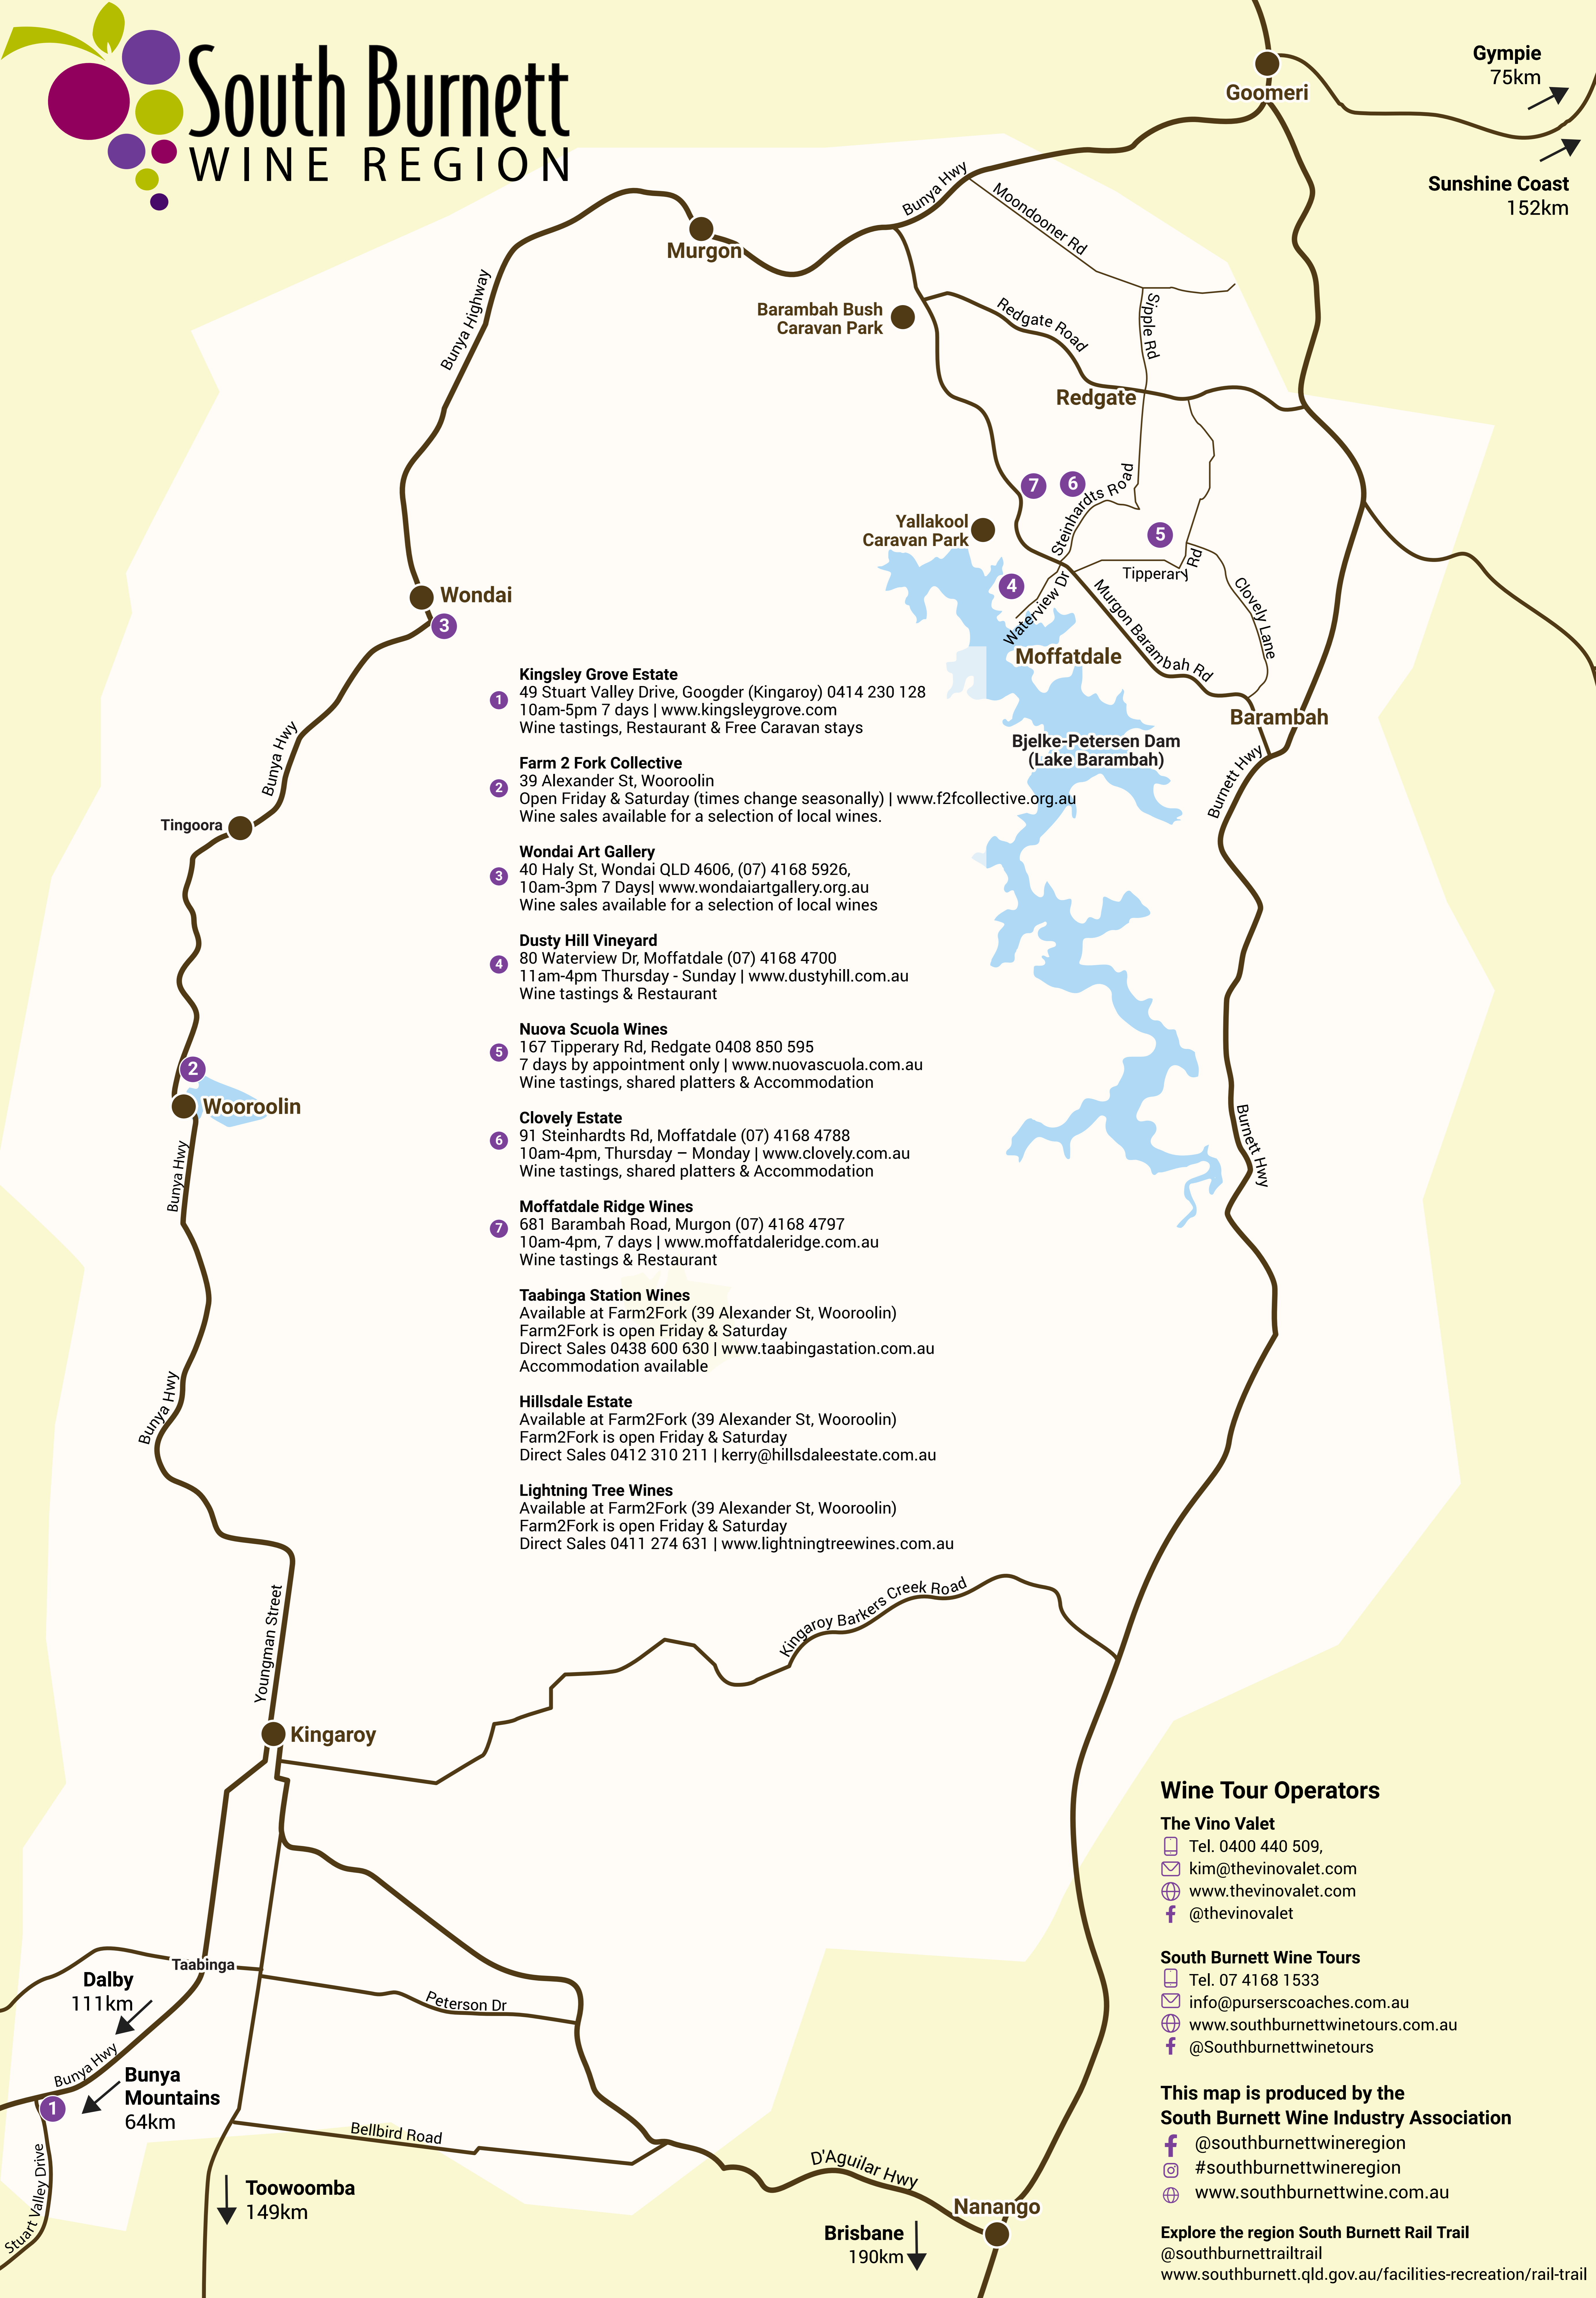 South Burnett
WINE REGION
Gympie
75km
Goomeri
Sunshine Coast
152km
Bunya Hwy
Moondooner Rd
Murgon
Bunya Highway
Barambah Bush
Caravan Park
Redgate Road
Sipple Rd
Redgate
7
6
Steinhardts Road
Yallakool
Caravan Park
5
Tipperary Rd
4
Waterview Dr
Murgon Barambah Rd
Clovely Lane
Wondai
3
Moffatdale
Barambah
Bjelke-Petersen Dam
(Lake Barambah)
Burnett Hwy
Bunya Hwy
Tingoora
1
Kingsley Grove Estate
49 Stuart Valley Drive, Googder (Kingaroy) 0414 230 128
10am-5pm 7 days | www.kingsleygrove.com
Wine tastings, Restaurant & Free Caravan stays
2
Farm 2 Fork Collective
39 Alexander St, Wooroolin
Open Friday & Saturday (times change seasonally) | www.f2fcollective.org.au
Wine sales available for a selection of local wines.
3
Wondai Art Gallery
40 Haly St, Wondai QLD 4606, (07) 4168 5926,
10am-3pm 7 Days| www.wondaiartgallery.org.au
Wine sales available for a selection of local wines
4
Dusty Hill Vineyard
80 Waterview Dr, Moffatdale (07) 4168 4700
11am-4pm Thursday - Sunday | www.dustyhill.com.au
Wine tastings & Restaurant
5
Nuova Scuola Wines
167 Tipperary Rd, Redgate 0408 850 595
7 days by appointment only | www.nuovascuola.com.au
Wine tastings, shared platters & Accommodation
6
Clovely Estate
91 Steinhardts Rd, Moffatdale (07) 4168 4788
10am-4pm, Thursday – Monday | www.clovely.com.au
Wine tastings, shared platters & Accommodation
7
Moffatdale Ridge Wines
681 Barambah Road, Murgon (07) 4168 4797
10am-4pm, 7 days | www.moffatdaleridge.com.au
Wine tastings & Restaurant
Taabinga Station Wines
Available at Farm2Fork (39 Alexander St, Wooroolin)
Farm2Fork is open Friday & Saturday
Direct Sales 0438 600 630 | www.taabingastation.com.au
Accommodation available
Hillsdale Estate
Available at Farm2Fork (39 Alexander St, Wooroolin)
Farm2Fork is open Friday & Saturday
Direct Sales 0412 310 211 | kerry@hillsdaleestate.com.au
Lightning Tree Wines
Available at Farm2Fork (39 Alexander St, Wooroolin)
Farm2Fork is open Friday & Saturday
Direct Sales 0411 274 631 | www.lightningtreewines.com.au
2
Wooroolin
Bunya Hwy
Burnett Hwy
Bunya Hwy
Kingaroy Barkers Creek Road
Youngman Street
Kingaroy
Taabinga
Dalby
111km
Peterson Dr
Bunya Hwy
Bunya
Mountains
64km
1
Bellbird Road
Stuart Valley Drive
Toowoomba
149km
D'Aguilar Hwy
Nanango
Brisbane
190km
Wine Tour Operators
The Vino Valet
Tel. 0400 440 509,
kim@thevinovalet.com
www.thevinovalet.com
@thevinovalet
South Burnett Wine Tours
Tel. 07 4168 1533
info@purserscoaches.com.au
www.southburnettwinetours.com.au
@Southburnettwinetours
This map is produced by the
South Burnett Wine Industry Association
@southburnettwineregion
#southburnettwineregion
www.southburnettwine.com.au
Explore the region South Burnett Rail Trail
@southburnettrailtrail
www.southburnett.qld.gov.au/facilities-recreation/rail-trail